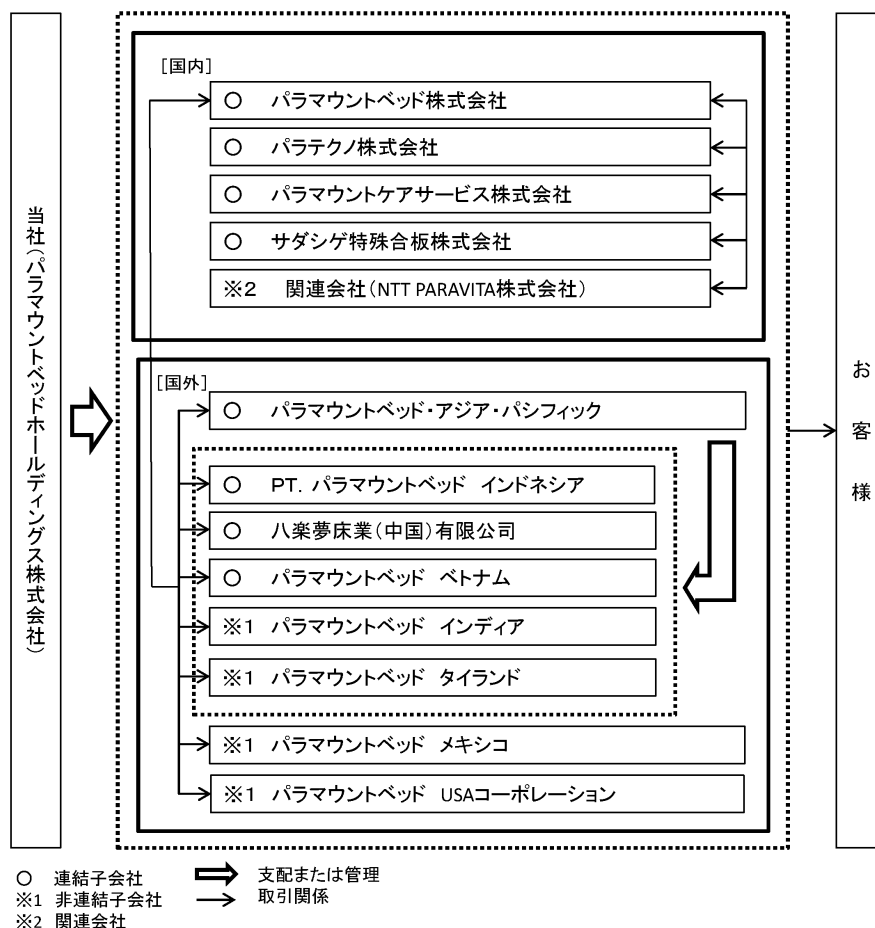 当社(パラマウントベッドホールディングス株式会社)
[国内]
○ パラマウントベッド株式会社
○ パラテクノ株式会社
○ パラマウントケアサービス株式会社
○ サダシゲ特殊合板株式会社
※2 関連会社(NTT PARAVITA株式会社)
[国外]
○ パラマウントベッド・アジア・パシフィック
○ PT. パラマウントベッド インドネシア
○ 八楽夢床業(中国)有限公司
○ パラマウントベッド ベトナム
※1 パラマウントベッド インディア
※1 パラマウントベッド タイランド
※1 パラマウントベッド メキシコ
※1 パラマウントベッド USAコーポレーション
お客様
○ 連結子会社
※1 非連結子会社
※2 関連会社
支配または管理
取引関係